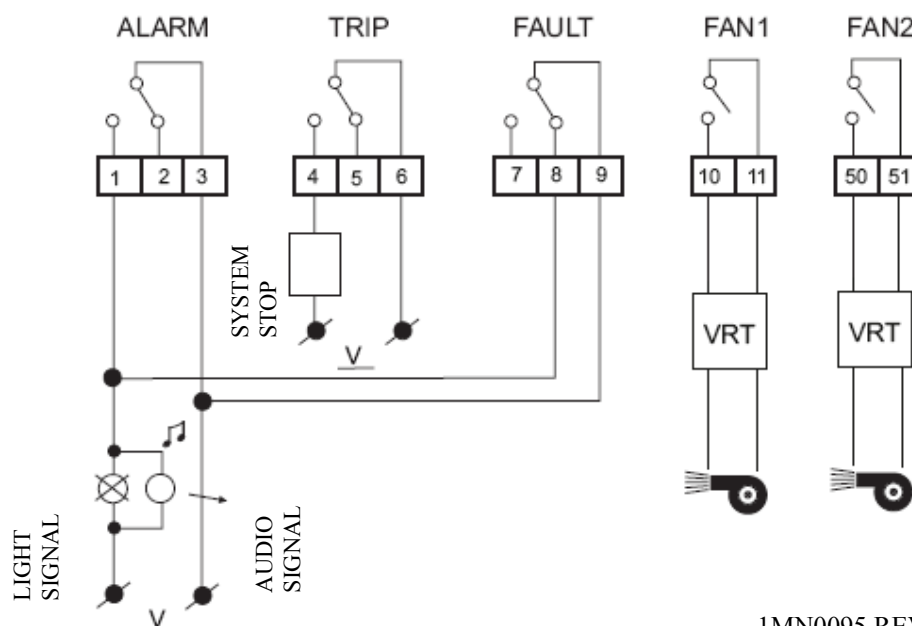 ALARM TRIP FAULT FAN1 FAN2
1 2 3 4 5 6 7 8 9 10 11 50 51
SYSTEM
STOP
VRT VRT
V
LIGHT
SIGNAL
AUDIO
SIGNAL
V